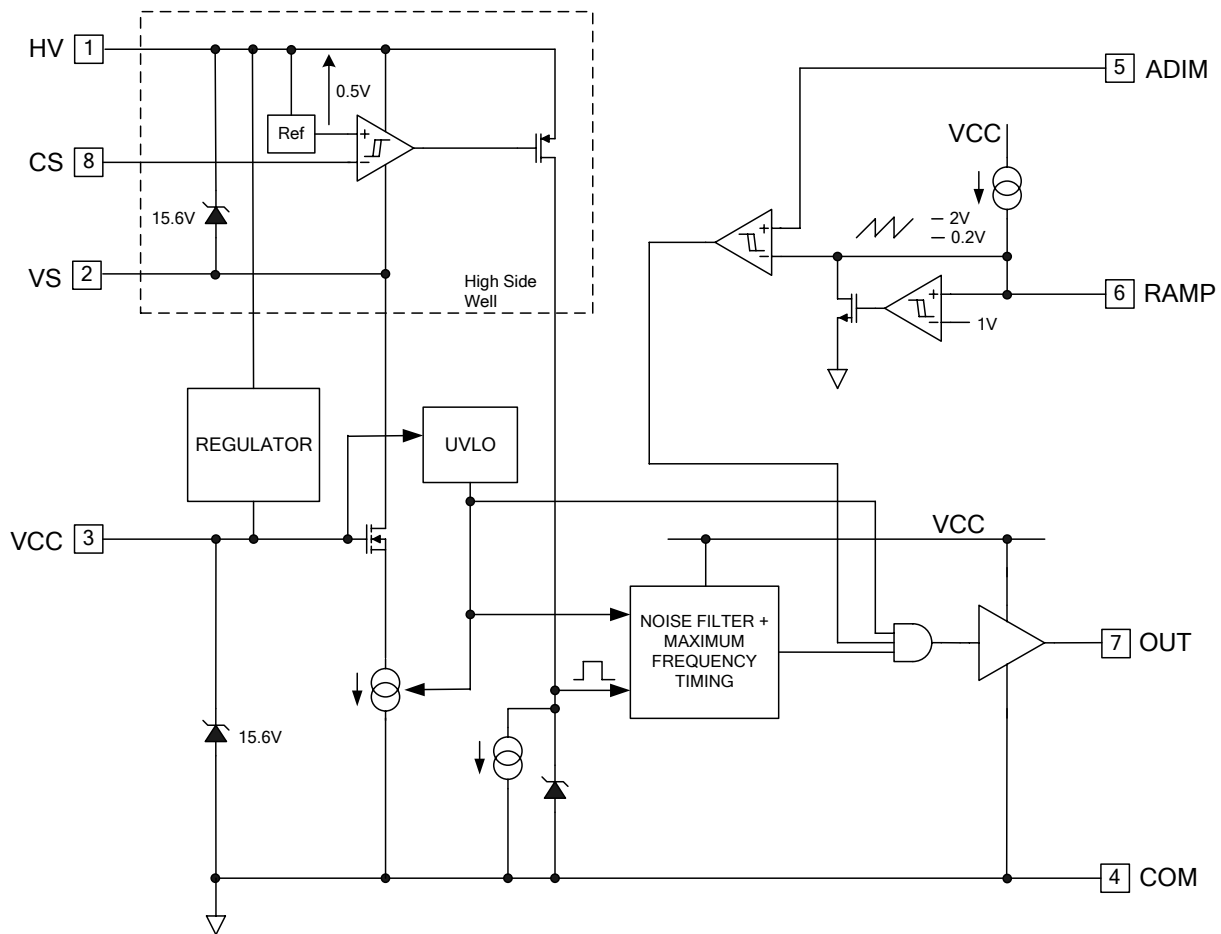 HV 1
0.5V
Ref
+
−
CS 8
15.6V
VS 2
High Side
Well
5 ADIM
VCC
+
−
− 2V
− 0.2V
+
−
1V
6 RAMP
REGULATOR
UVLO
VCC 3
VCC
NOISE FILTER +
MAXIMUM
FREQUENCY
TIMING
7 OUT
15.6V
4 COM